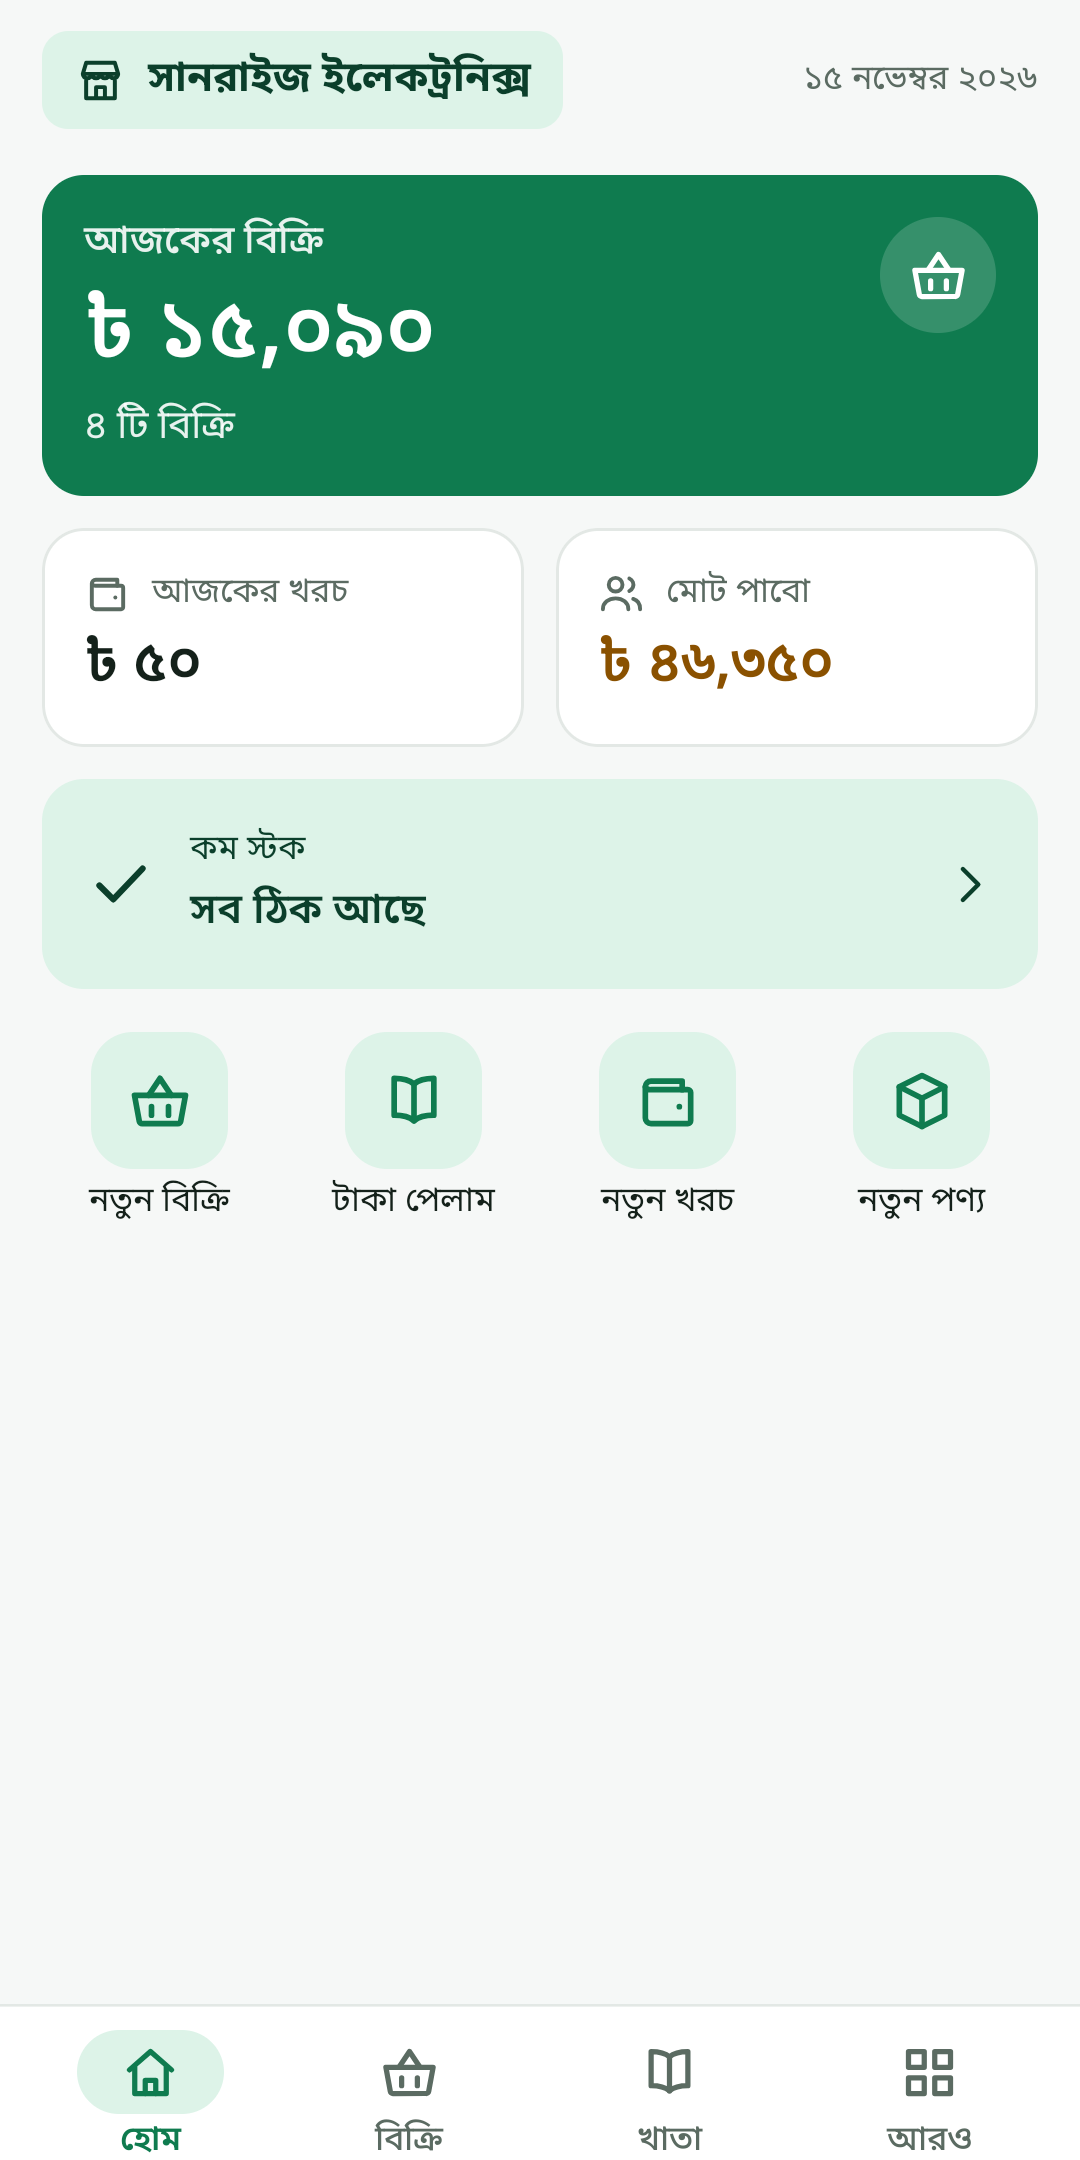 সানরাইজ ইলেকট্রনিক্স
১৫ নভেম্বর ২০২৬
আজকের বিক্রি
৳ ১৫,০৯০
৪ টি বিক্রি
আজকের খরচ
৳ ৫০
মোট পাবো
৳ ৪৬,৩৫০
কম স্টক
সব ঠিক আছে
নতুন বিক্রি
টাকা পেলাম
নতুন খরচ
নতুন পণ্য
হোম
বিক্রি
খাতা
আরও